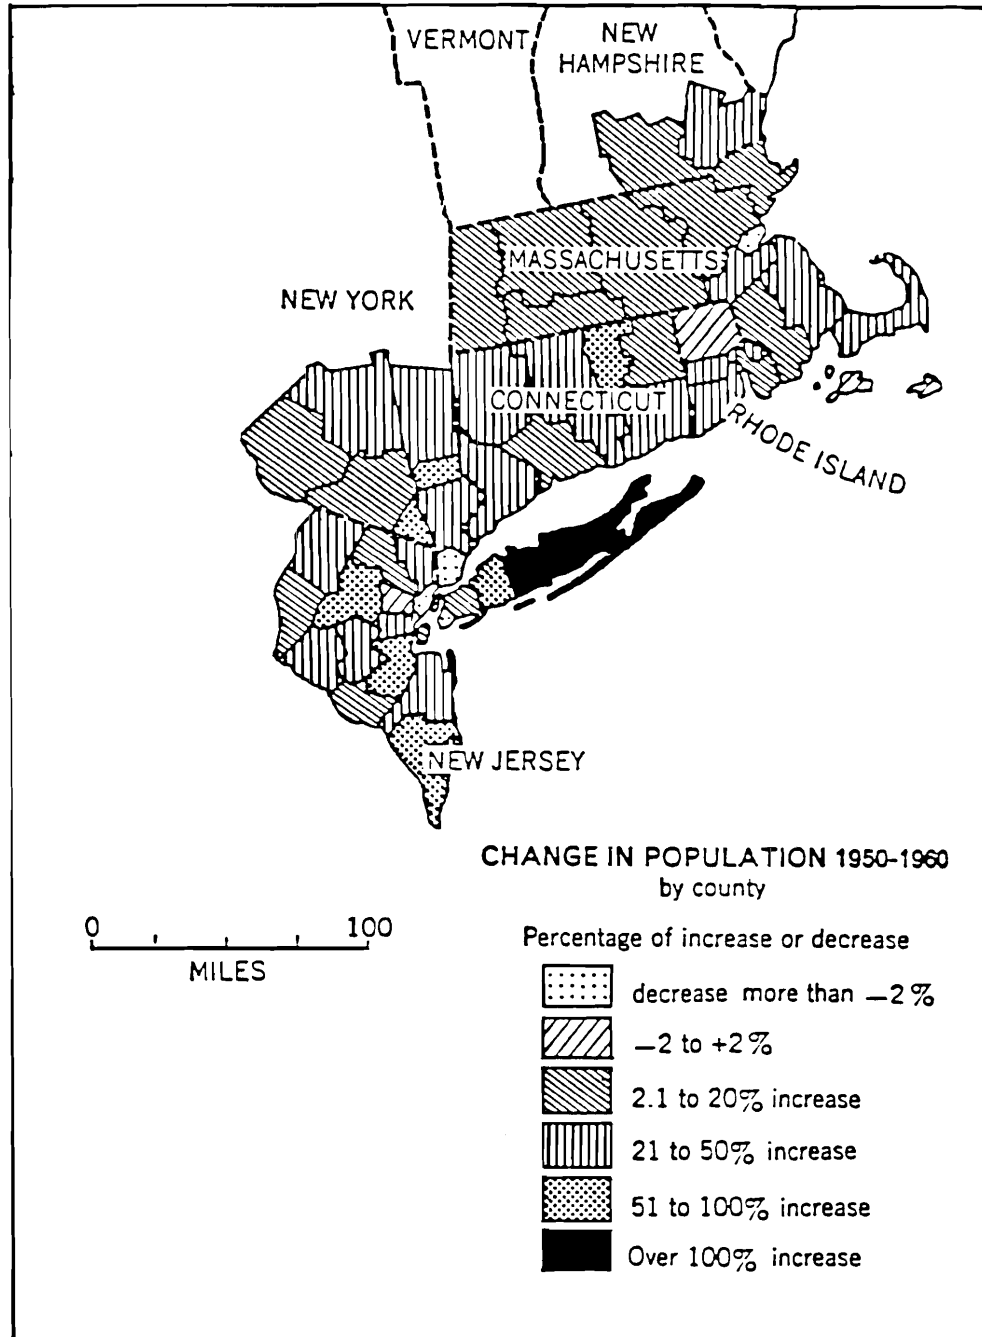 VERMONT
NEW
HAMPSHIRE
MASSACHUSETTS
NEW YORK
CONNECTICUT
RHODE ISLAND
NEW JERSEY
CHANGE IN POPULATION 1950-1960
by county
0 100
MILES
Percentage of increase or decrease
decrease more than —2%
—2 to +2%
2.1 to 20% increase
21 to 50% increase
51 to 100% increase
Over 100% increase